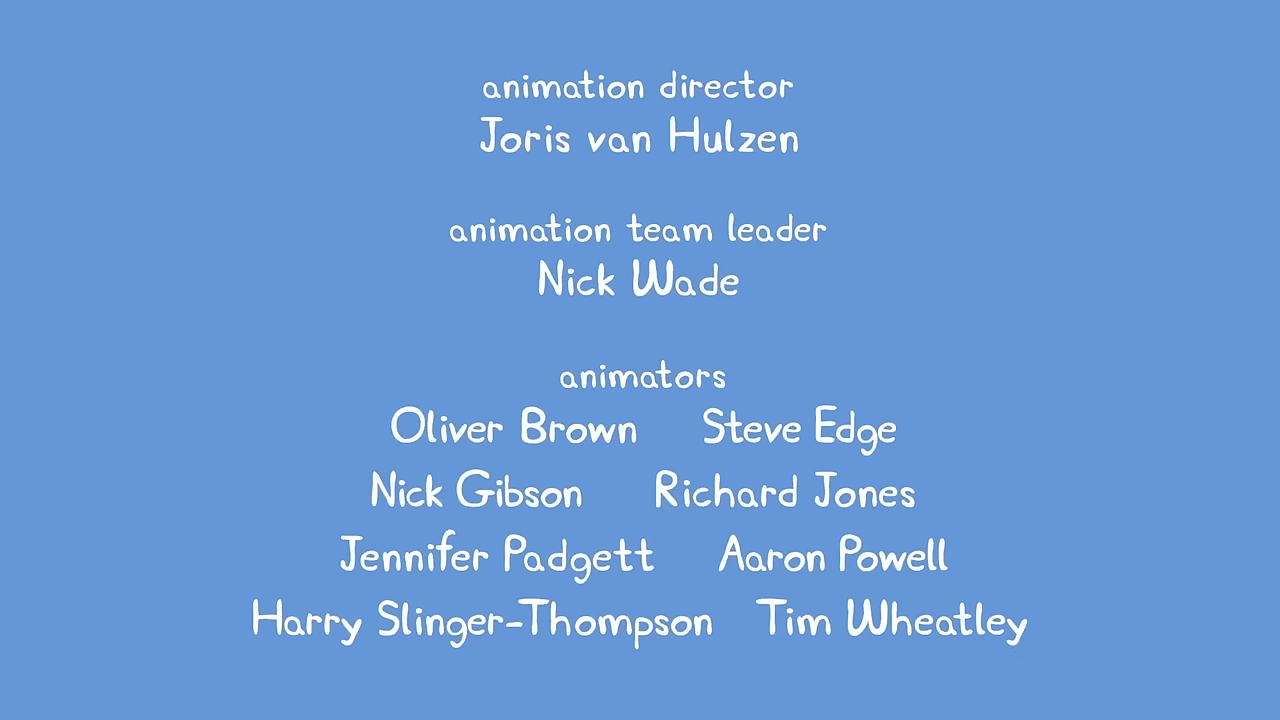 animation director
Joris van Hulzen
animation team leader
Nick Wade
animators
Oliver Brown Steve Edge
Nick Gibson Richard Jones
Jennifer Padgett Aaron Powell
Harry Slinger-Thompson Tim Wheatley